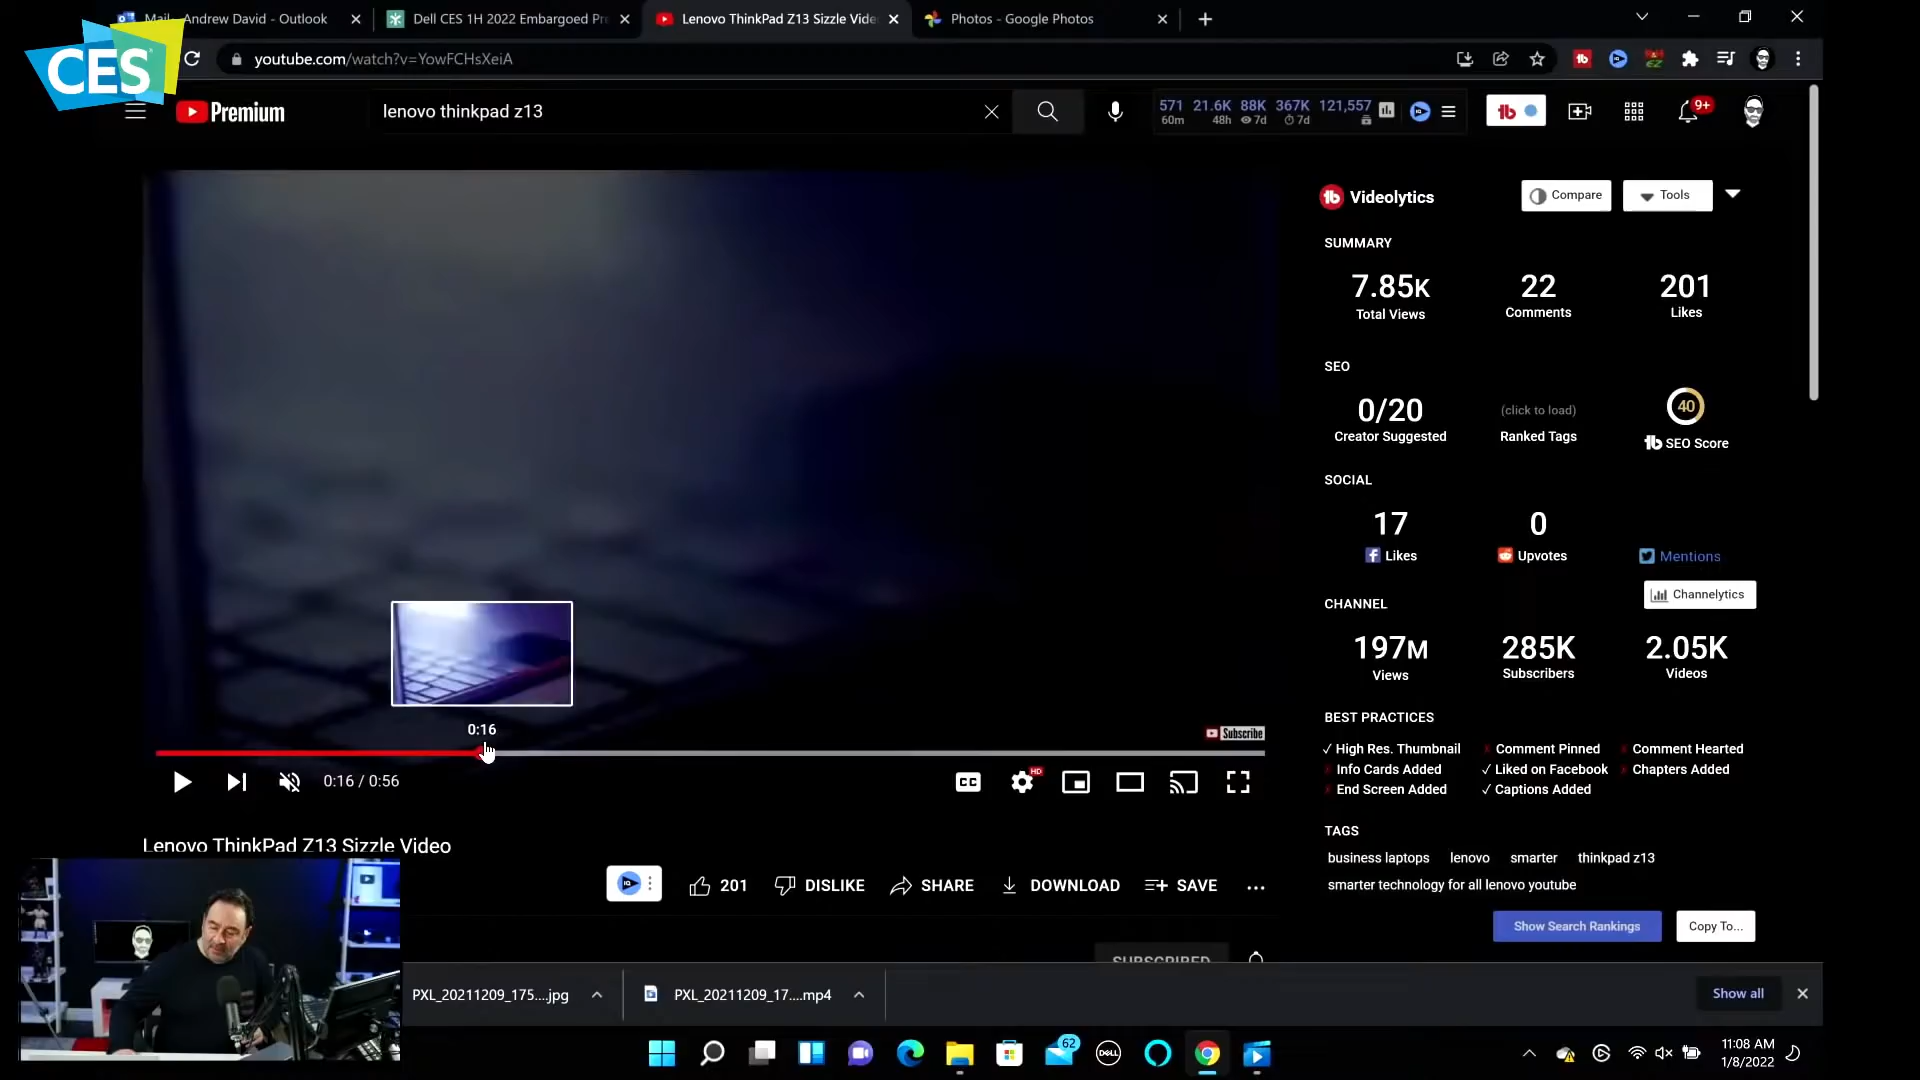 CES
Mail - Andrew David - Outlook
Dell CES 1H 2022 Embargoed Pr
Lenovo ThinkPad Z13 Sizzle Vide
Photos - Google Photos
youtube.com/watch?v=YowFCHsXeiA
Premium
lenovo thinkpad z13
571 21.6K 88K 367K 121,557
60m 48h 7d 7d
9+
Videolytics
Compare
Tools
SUMMARY
7.85K 22 201
Total Views Comments Likes
SEO
0/20 (click to load) 40
Creator Suggested Ranked Tags SEO Score
SOCIAL
17 0
Likes Upvotes Mentions
CHANNEL
Channelytics
197M 285K 2.05K
Views Subscribers Videos
BEST PRACTICES
High Res. Thumbnail Comment Pinned Comment Hearted
Info Cards Added Liked on Facebook Chapters Added
End Screen Added Captions Added
TAGS
business laptops lenovo smarter thinkpad z13
smarter technology for all lenovo youtube
Show Search Rankings
Copy To...
0:16
Subscribe
0:16 / 0:56
CC
HD
Lenovo ThinkPad Z13 Sizzle Video
IQ
201
DISLIKE
SHARE
DOWNLOAD
SAVE
SUBSCRIBED
PXL_20211209_175....jpg
PXL_20211209_17....mp4
Show all
62
DELL
11:08 AM
1/8/2022